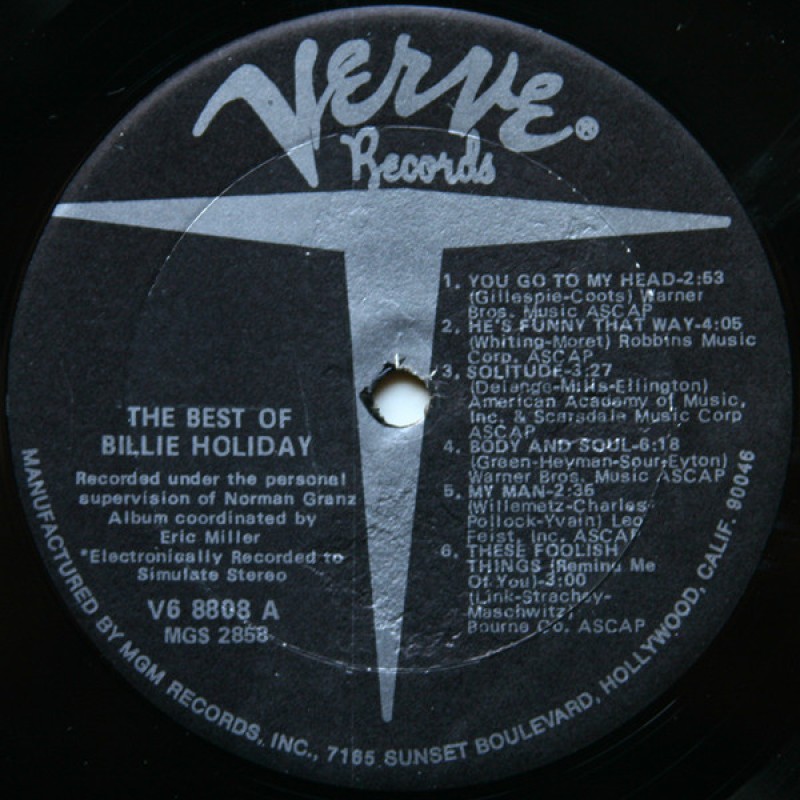 Verve®
Records
1. YOU GO TO MY HEAD-2:53
(Gillespie-Coots) Warner
Bros. Music ASCAP
2. HE'S FUNNY THAT WAY-4:05
(Whiting-Moret) Robbins Music
Corp. ASCAP
3. SOLITUDE-3:27
(Delange-Mills-Ellington)
American Academy of Music,
Inc. & Scarsdale Music Corp
ASCAP
4. BODY AND SOUL-6:18
(Green-Heyman-Sour-Eyton)
Warner Bros. Music ASCAP
5. MY MAN-2:36
(Willemetz-Charles-
Pollock-Yvain) Leo
Feist, Inc. ASCAP
6. THESE FOOLISH
THINGS (Remind Me
Of You)-3:00
(Link-Strachey-
Maschwitz)
Bourne Co. ASCAP
THE BEST OF
BILLIE HOLIDAY
Recorded under the personal
supervision of Norman Granz
Album coordinated by
Eric Miller
*Electronically Recorded to
Simulate Stereo
V6 8808 A
MGS 2858
MANUFACTURED BY MGM RECORDS, INC., 7165 SUNSET BOULEVARD, HOLLYWOOD, CALIF. 90046